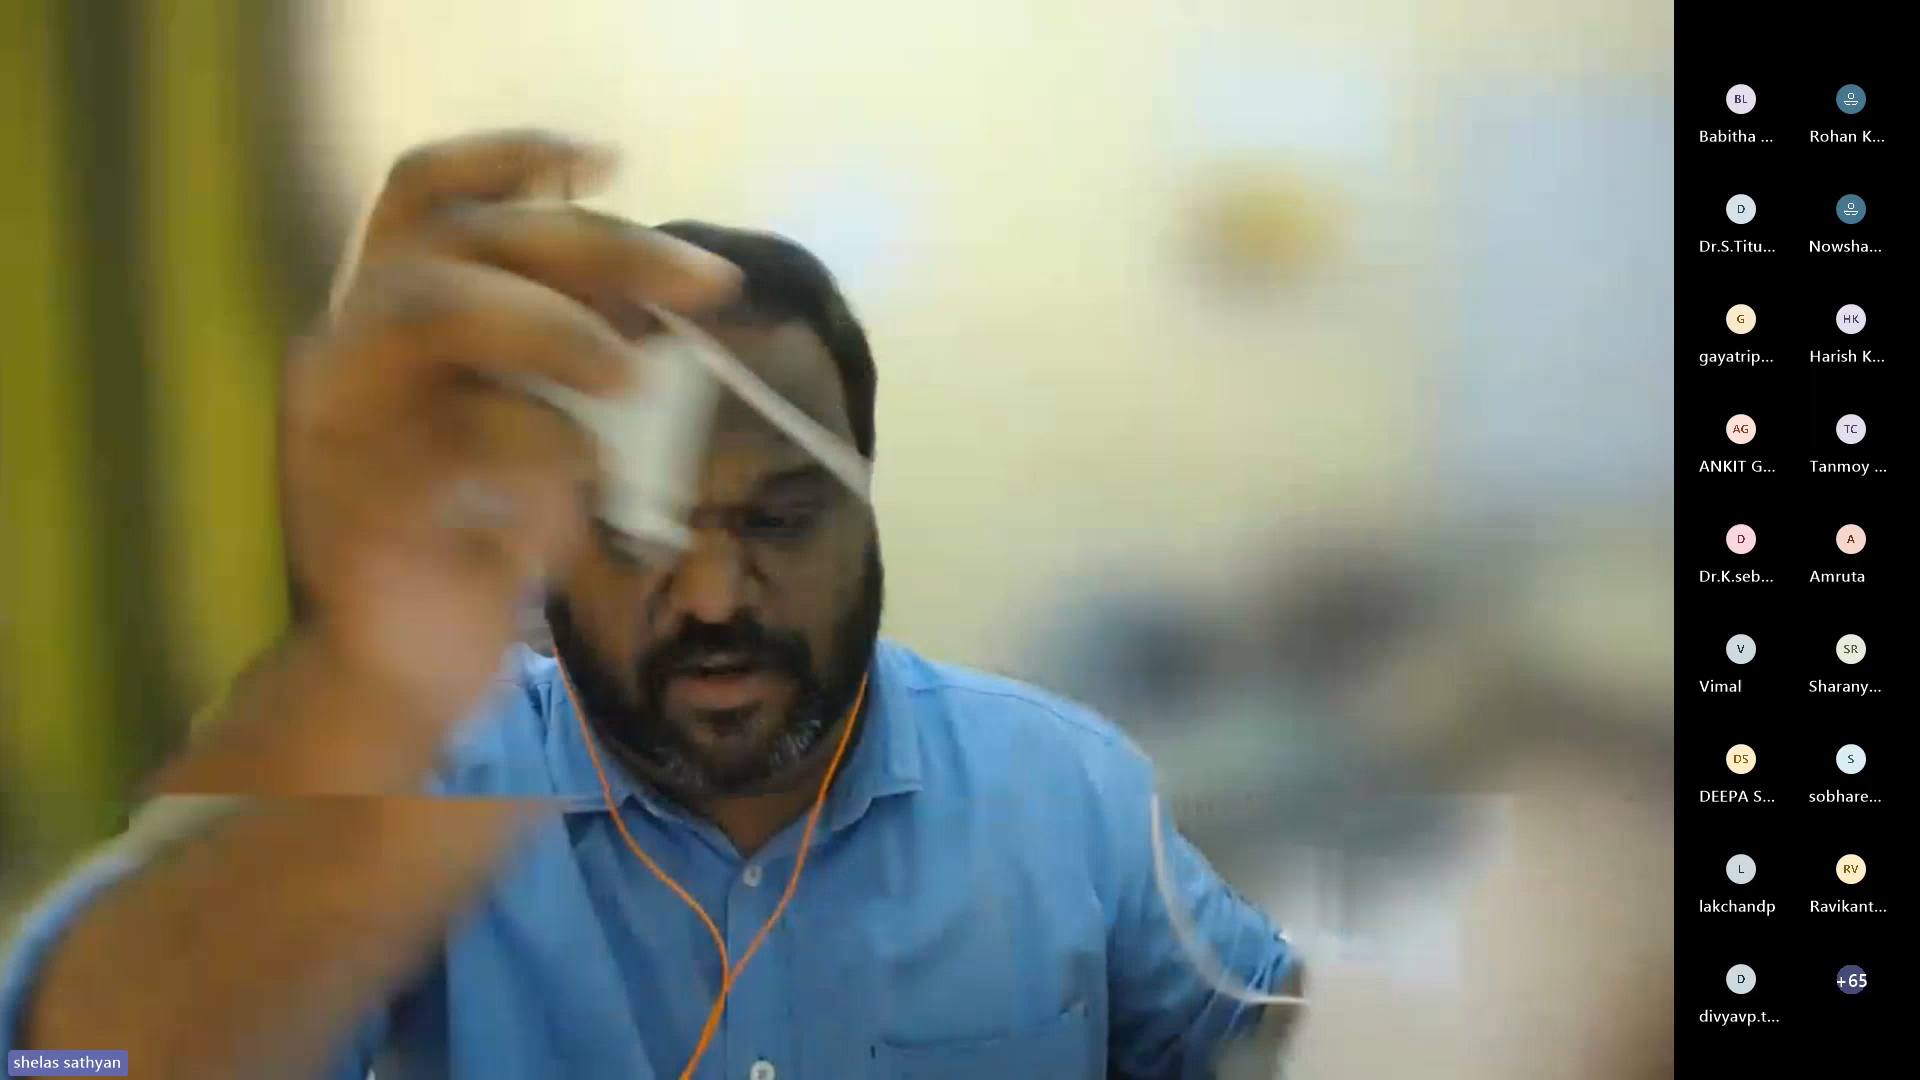 BL
Babitha ...
Rohan K...
D
Dr.S.Titu...
Nowsha...
G
gayatrip...
HK
Harish K...
AG
ANKIT G...
TC
Tanmoy ...
D
Dr.K.seb...
A
Amruta
V
Vimal
SR
Sharany...
DS
DEEPA S...
S
sobhare...
L
lakchandp
RV
Ravikant...
D
divyavp.t...
+65
shelas sathyan